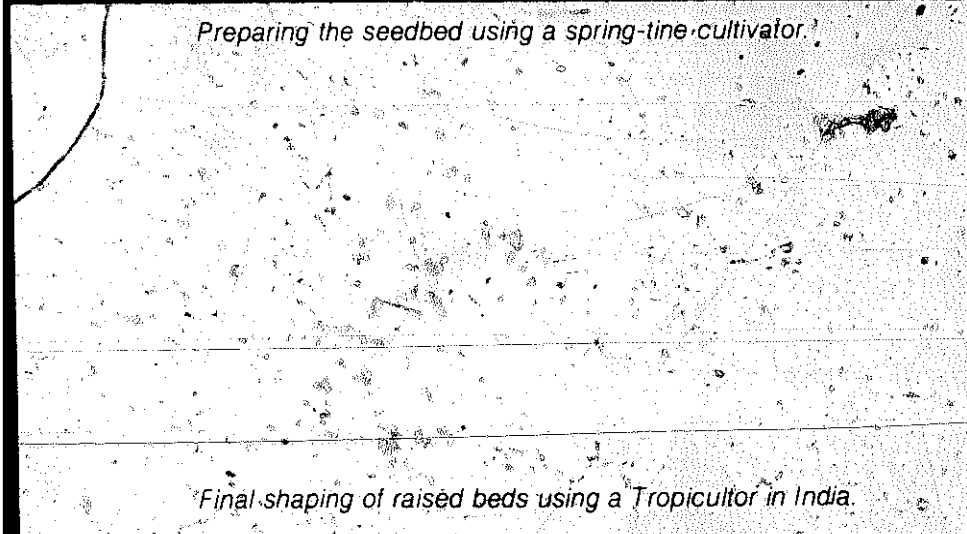 Preparing the seedbed using a spring-tine cultivator.
Final shaping of raised beds using a Tropicultor in India.